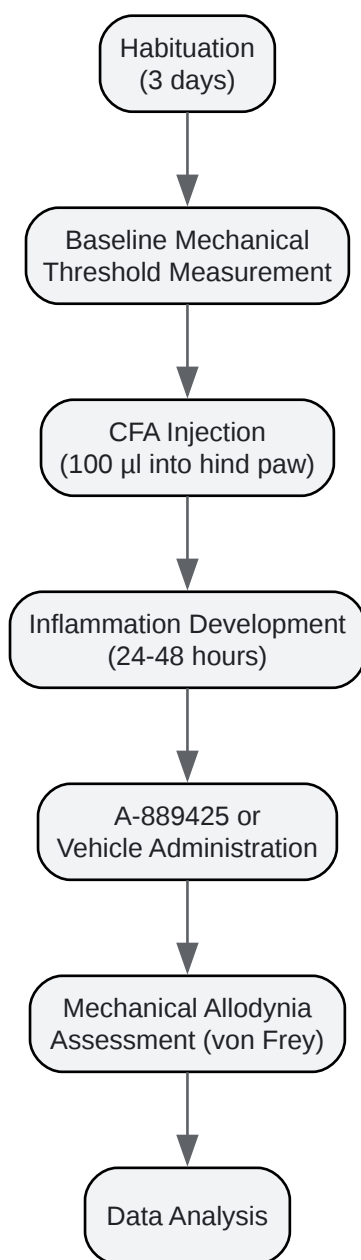 Habituation
(3 days)
Baseline Mechanical
Threshold Measurement
CFA Injection
(100 µl into hind paw)
Inflammation Development
(24-48 hours)
A-889425 or
Vehicle Administration
Mechanical Allodynia
Assessment (von Frey)
Data Analysis